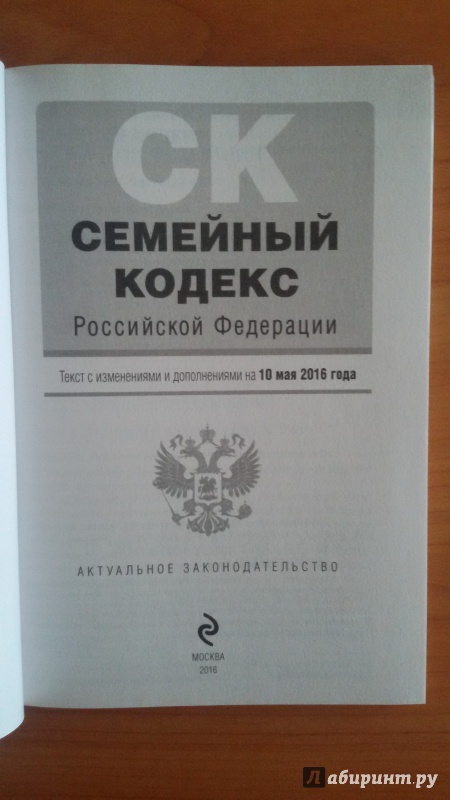 СК
СЕМЕЙНЫЙ
КОДЕКС
Российской Федерации
Текст с изменениями и дополнениями на 10 мая 2016 года
АКТУАЛЬНОЕ ЗАКОНОДАТЕЛЬСТВО
МОСКВА
2016
Лабиринт.ру